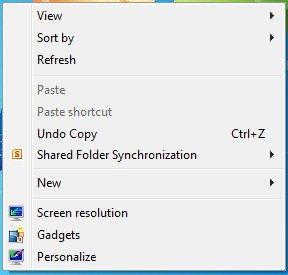 View
Sort by
Refresh
Paste
Paste shortcut
Undo Copy Ctrl+Z
Shared Folder Synchronization
New
Screen resolution
Gadgets
Personalize